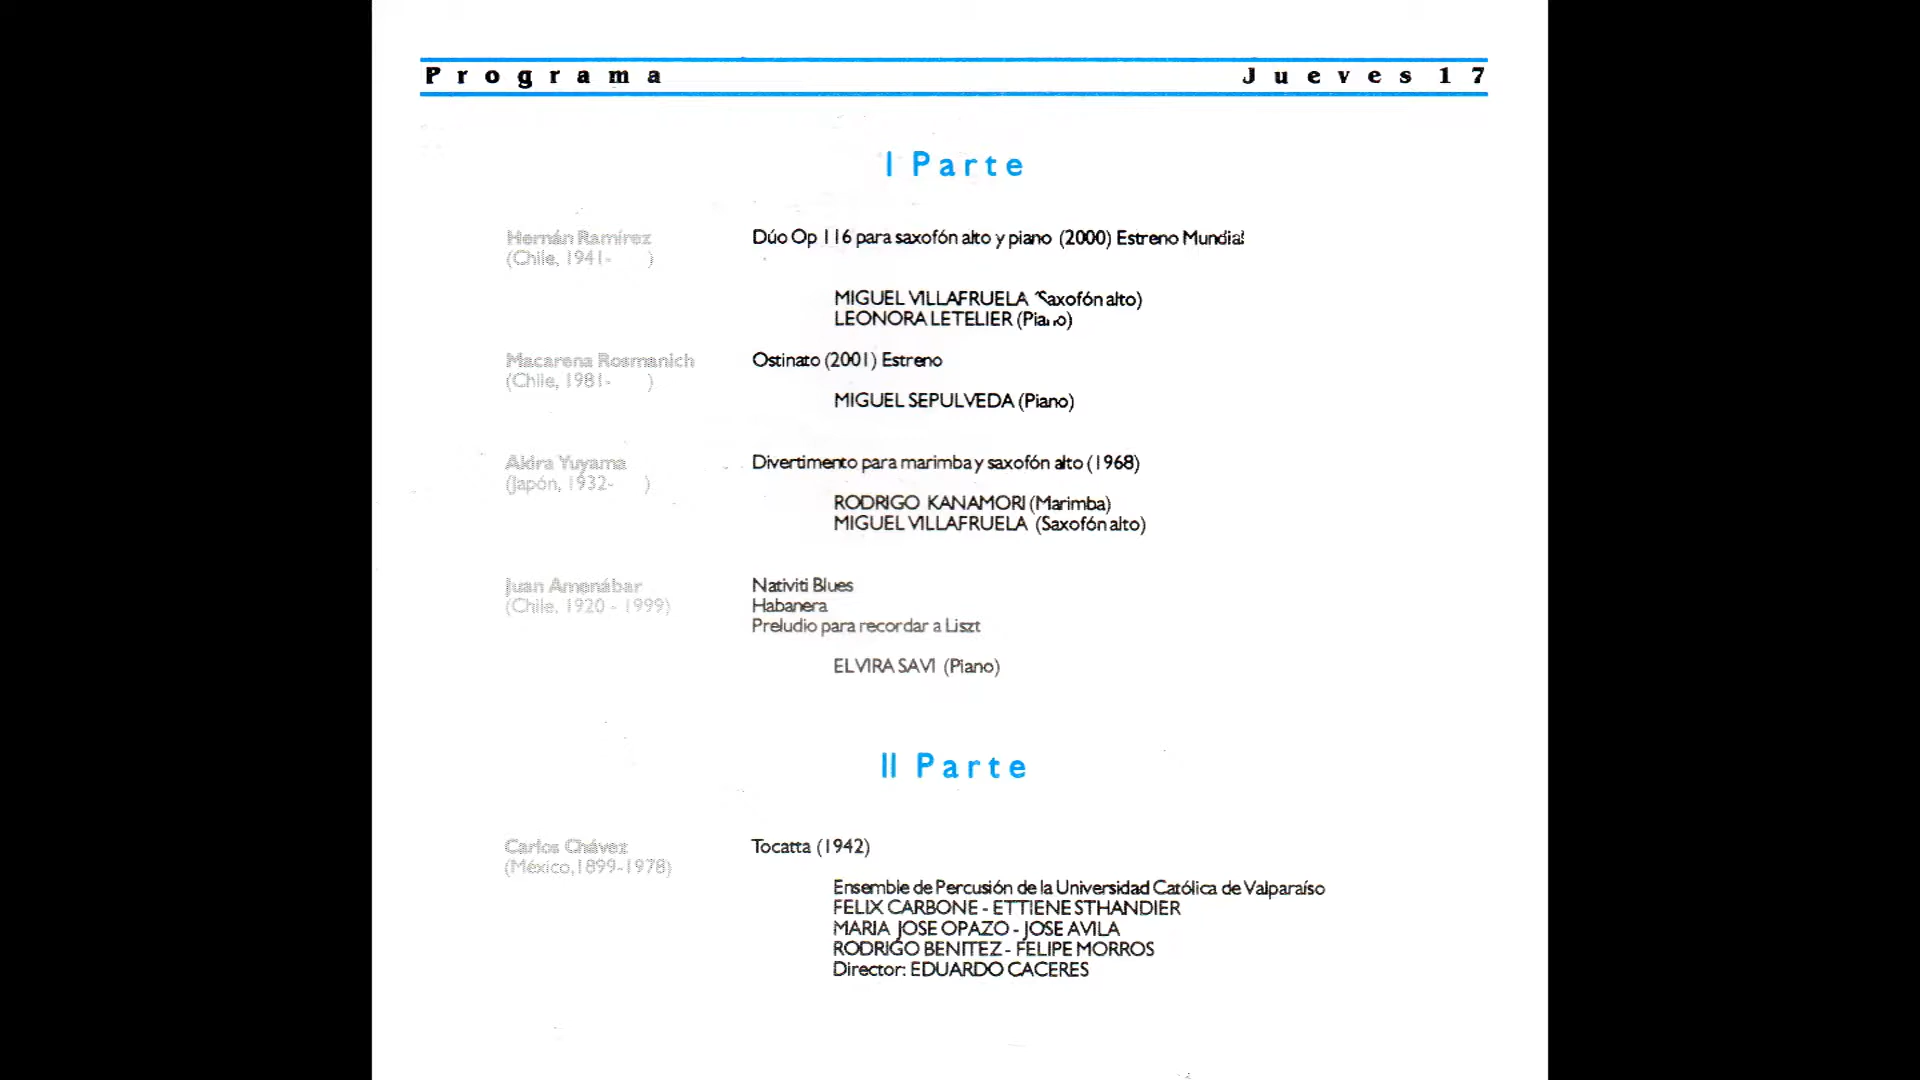 Programa Jueves 17
I Parte
Hernán Ramírez Dúo Op 116 para saxofón alto y piano (2000) Estreno Mundial
(Chile, 1941- )
MIGUEL VILLAFRUELA (Saxofón alto)
LEONORA LETELIER (Piano)
Macarena Rosmanich Ostinato (2001) Estreno
(Chile, 1981- )
MIGUEL SEPULVEDA (Piano)
Akira Yuyama Divertimento para marimba y saxofón alto (1968)
(Japón, 1932- )
RODRIGO KANAMORI (Marimba)
MIGUEL VILLAFRUELA (Saxofón alto)
Juan Amenábar Nativiti Blues
(Chile, 1920 - 1999) Habanera
Preludio para recordar a Liszt
ELVIRA SAVI (Piano)
II Parte
Carlos Chávez Tocatta (1942)
(México,1899-1978)
Ensemble de Percusión de la Universidad Católica de Valparaíso
FELIX CARBONE - ETTIENE STHANDIER
MARIA JOSE OPAZO - JOSE AVILA
RODRIGO BENITEZ - FELIPE MORROS
Director: EDUARDO CACERES